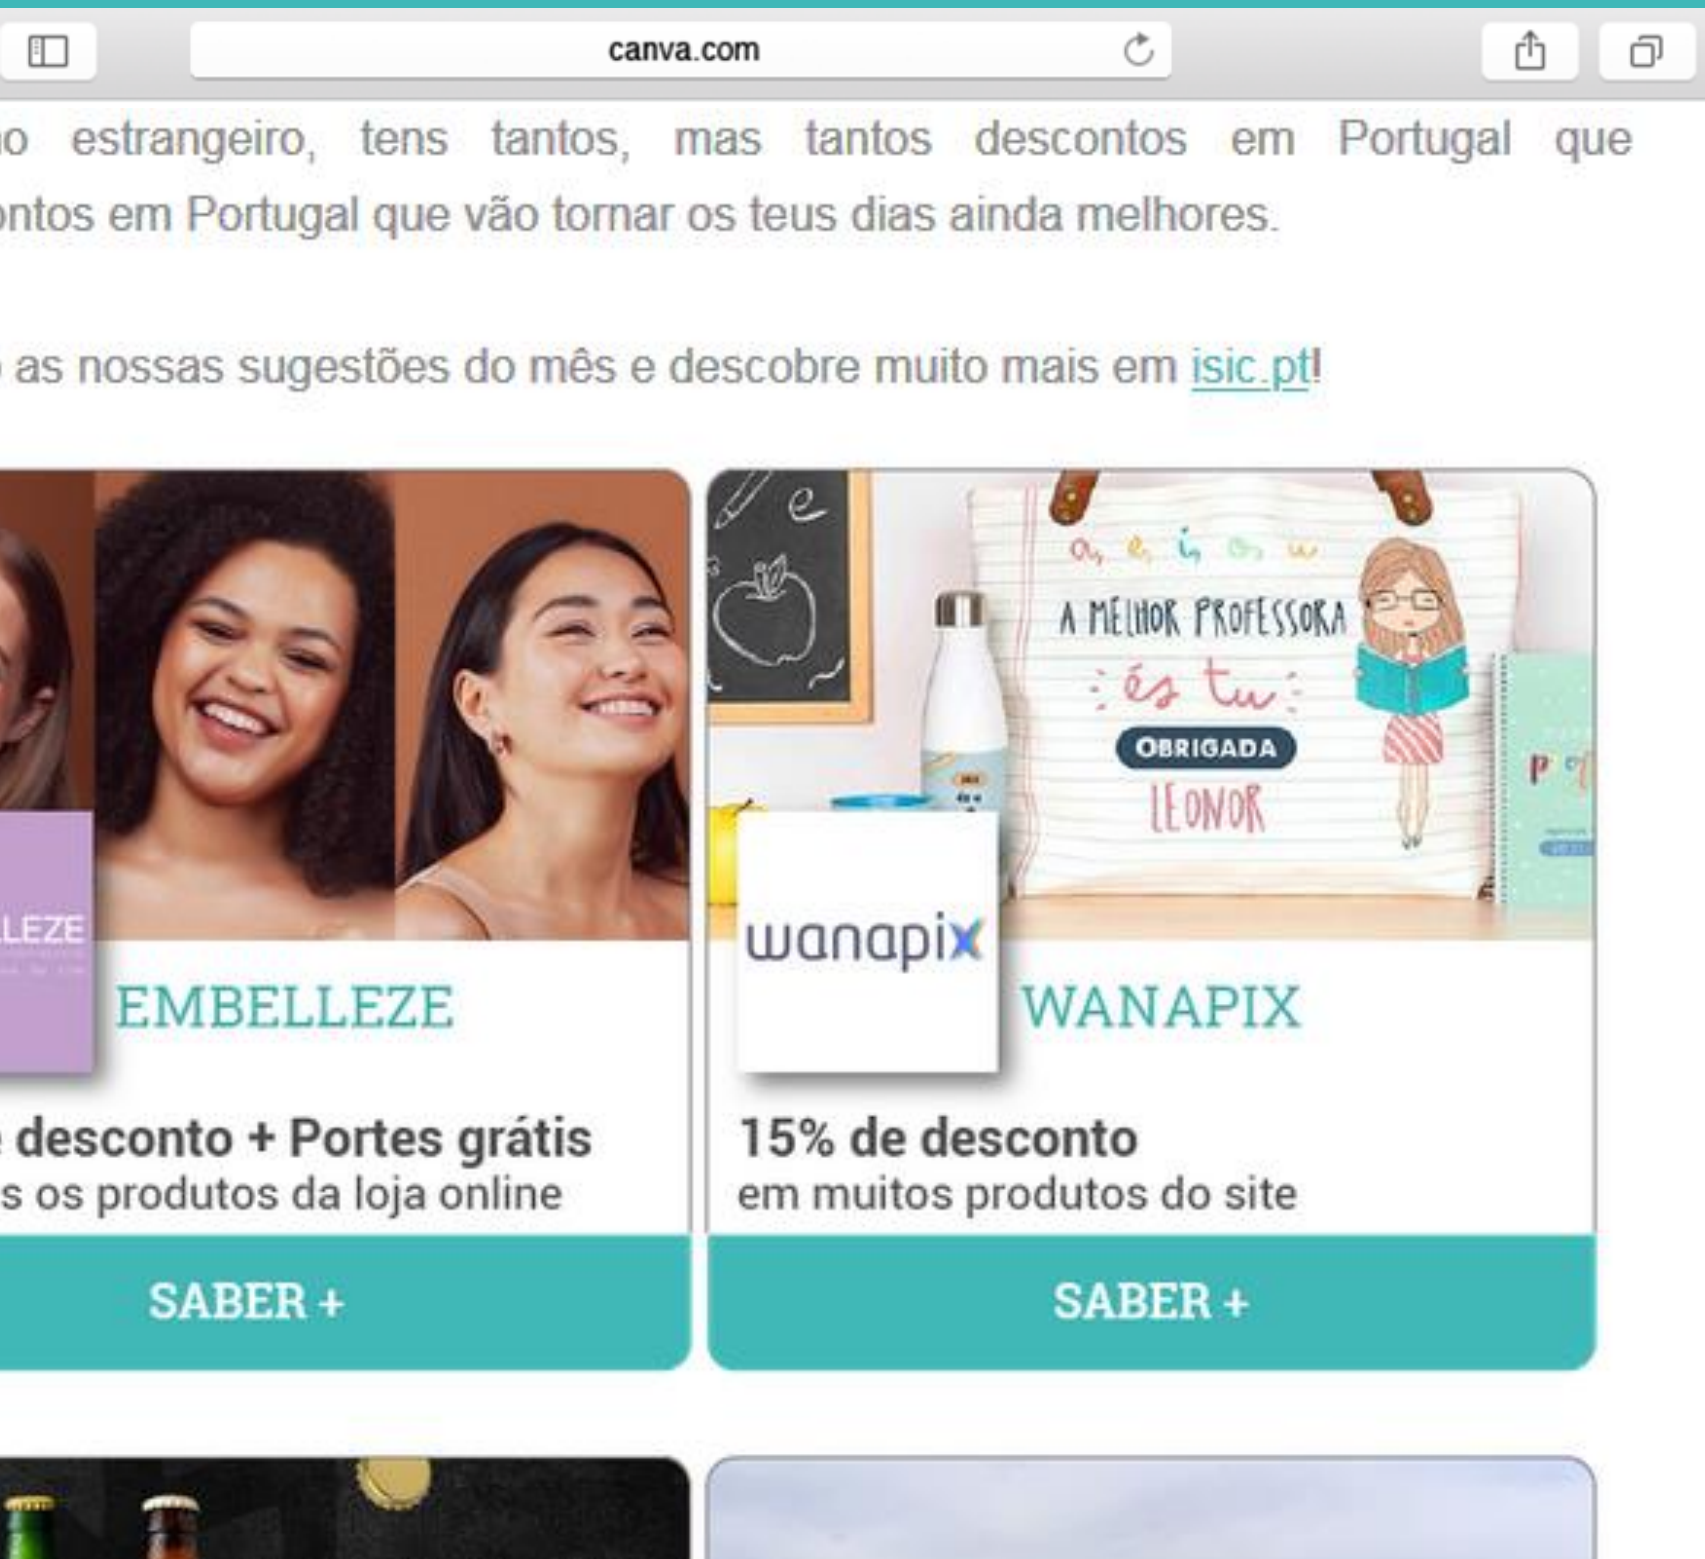 canva.com
estrangeiro, tens tantos, mas tantos descontos em Portugal que
em Portugal que vão tornar os teus dias ainda melhores.
as nossas sugestões do mês e descobre muito mais em isic.pt!
e
a, e, i, o, u
A MELHOR PROFESSORA
és tu
OBRIGADA
LEONOR
LEZE
wanapix
EMBELLEZE
WANAPIX
desconto + Portes grátis
os produtos da loja online
15% de desconto
em muitos produtos do site
SABER +
SABER +